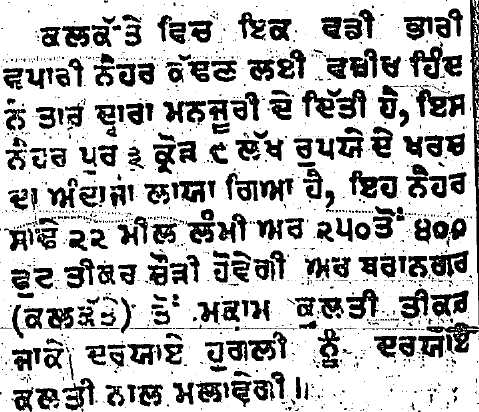 ਕਲਕੱਤੇ ਵਿਚ ਇਕ ਵਡੀ ਭਾਰੀ
ਵਪਾਰੀ ਨੈਹਰ ਕੱਢਣ ਲਈ ਵਜ਼ੀਰ ਹਿੰਦ
ਨੇ ਤਾਰ ਦ੍ਵਾਰਾ ਮਨਜੂਰੀ ਦੇ ਦਿੱਤੀ ਹੈ, ਇਸ
ਨੈਹਰ ਪੁਰ ੩ ਕ੍ਰੋੜ ੯ ਲੱਖ ਰੁਪਯੇ ਦੇ ਖਰਚ
ਦਾ ਅੰਦਾਜਾ ਲਾਯਾ ਗਿਆ ਹੈ, ਇਹ ਨੈਹਰ
ਸਾਢੇ ੨੨ ਮੀਲ ਲੰਮੀ ਅਰ ੨੫੦ ਤੋਂ ੪੦੦
ਫੁਟ ਤੀਕਰ ਚੌੜੀ ਹੋਵੇਗੀ ਅਰ ਬਰਾਨਗਰ
(ਕਲਕੱਤੇ) ਤੋਂ ਮਕਾਮ ਕੁਲਤੀ ਤੀਕਰ
ਜਾਕੇ ਦਰਯਾਏ ਹੁਗਲੀ ਨੂੰ ਦਰਯਾਏ
ਕਲਤੀ ਨਾਲ ਮਲਾਵੇਗੀ।।